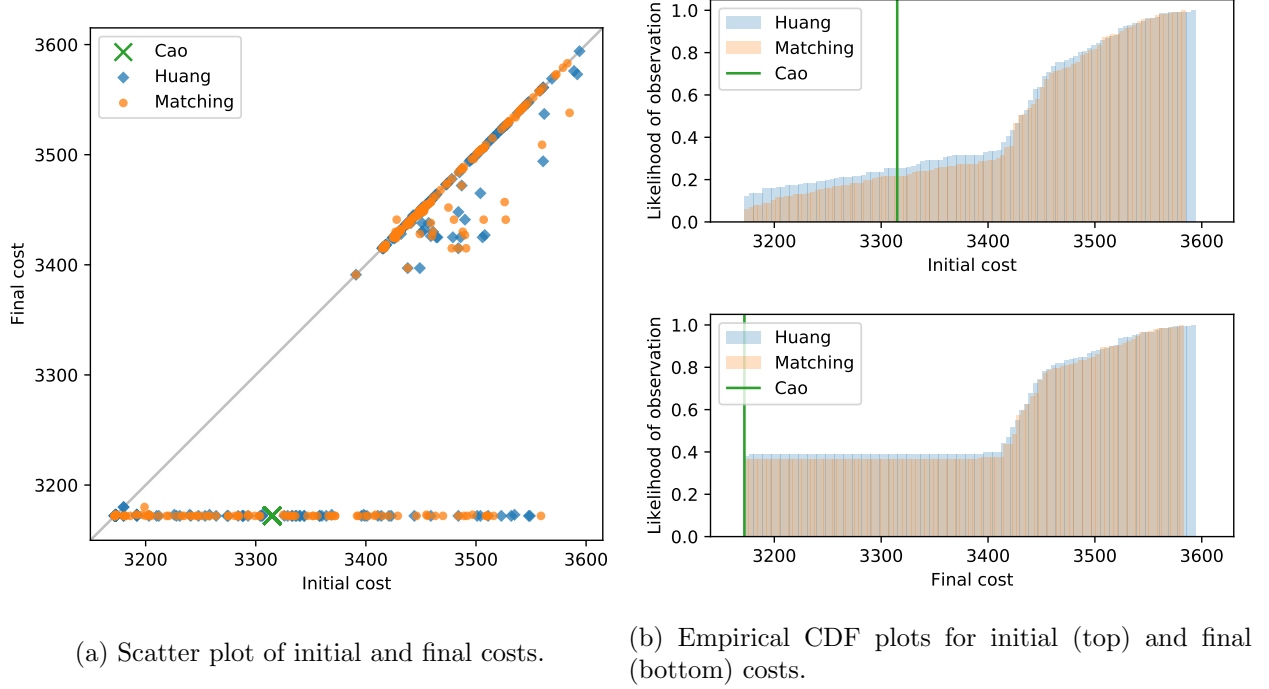 3600
3500
3400
3300
3200
Final cost
Cao
Huang
Matching
3200
3300
3400
3500
3600
Initial cost
(a) Scatter plot of initial and final costs.
1.0
0.8
0.6
0.4
0.2
0.0
Likelihood of observation
Huang
Matching
Cao
3200
3300
3400
3500
3600
Initial cost
1.0
0.8
0.6
0.4
0.2
0.0
Likelihood of observation
Huang
Matching
Cao
3200
3300
3400
3500
3600
Final cost
(b) Empirical CDF plots for initial (top) and final
(bottom) costs.